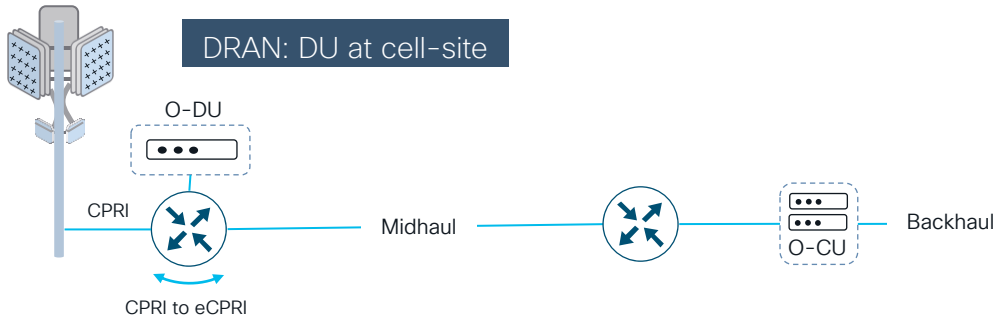 DRAN: DU at cell-site
O-DU
CPRI
Midhaul
Backhaul
O-CU
CPRI to eCPRI